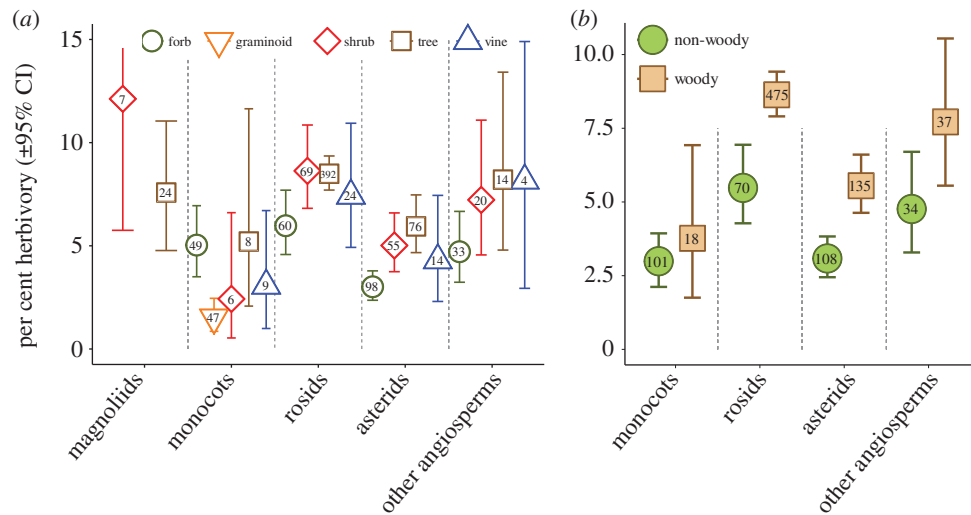 (a)
forb graminoid shrub tree vine
per cent herbivory (±95% CI)
15
10
5
0
7
24
49
47
6
8
9
60
69
392
24
98
55
76
14
33
20
14
4
magnoliids
monocots
rosids
asterids
other angiosperms
(b)
non-woody
woody
10.0
7.5
5.0
2.5
0
101
18
70
475
108
135
34
37
monocots
rosids
asterids
other angiosperms